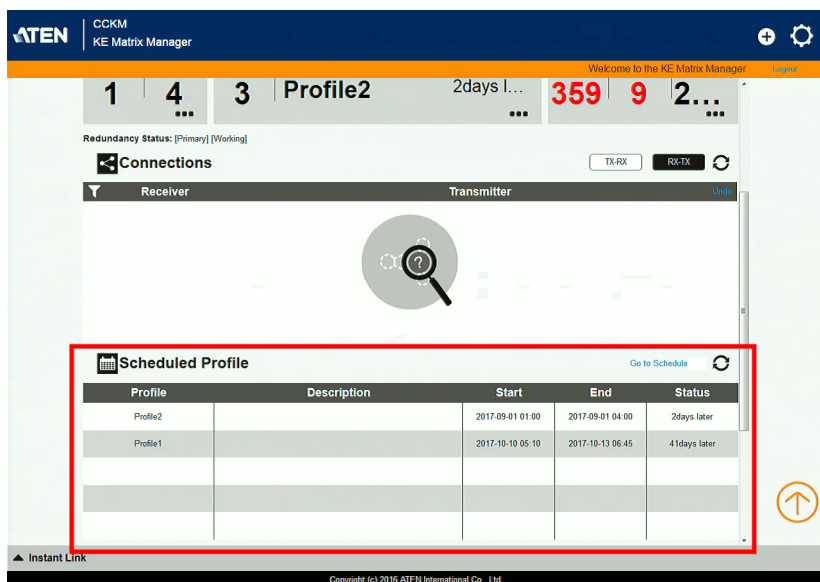 ATEN
CCKM
KE Matrix Manager
Welcome to the KE Matrix Manager
Logout
1 4 3 Profile2 2days l... 359 9 2...
Redundancy Status: [Primary] [Working]
Connections TX-RX RX-TX
Receiver Transmitter Undo
?
Scheduled Profile Go to Schedule
Profile Description Start End Status
Profile2 2017-09-01 01:00 2017-09-01 04:00 2days later
Profile1 2017-10-10 05:10 2017-10-13 06:45 41days later
Instant Link
Copyright (c) 2016 ATEN International Co., Ltd.